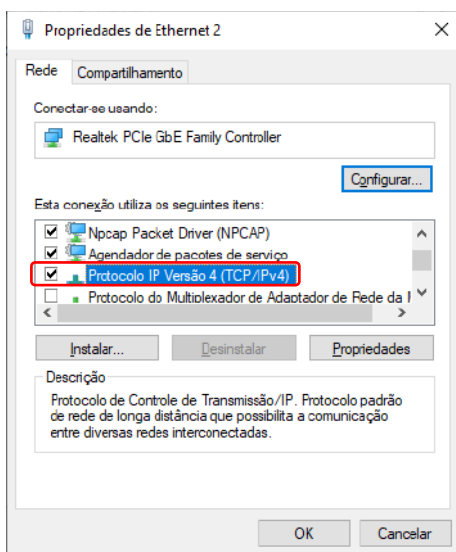 Propriedades de Ethernet 2
Rede
Compartilhamento
Conectar-se usando:
Realtek PCIe GbE Family Controller
Configurar...
Esta conexão utiliza os seguintes itens:
Npcap Packet Driver (NPCAP)
Agendador de pacotes de serviço
Protocolo IP Versão 4 (TCP/IPv4)
Protocolo do Multiplexador de Adaptador de Rede da
Instalar...
Desinstalar
Propriedades
Descrição
Protocolo de Controle de Transmissão/IP. Protocolo padrão
de rede de longa distância que possibilita a comunicação
entre diversas redes interconectadas.
OK
Cancelar